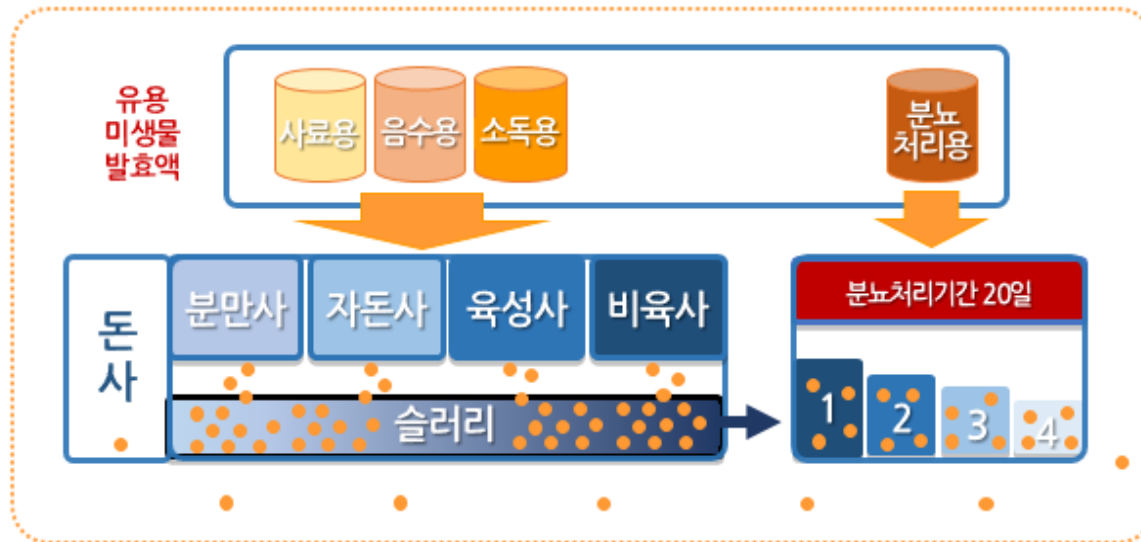 유용
미생물
발효액
사료용
음수용
소독용
분뇨
처리용
돈
사
분만사
자돈사
육성사
비육사
슬러리
분뇨처리기간 20일
1
2
3
4